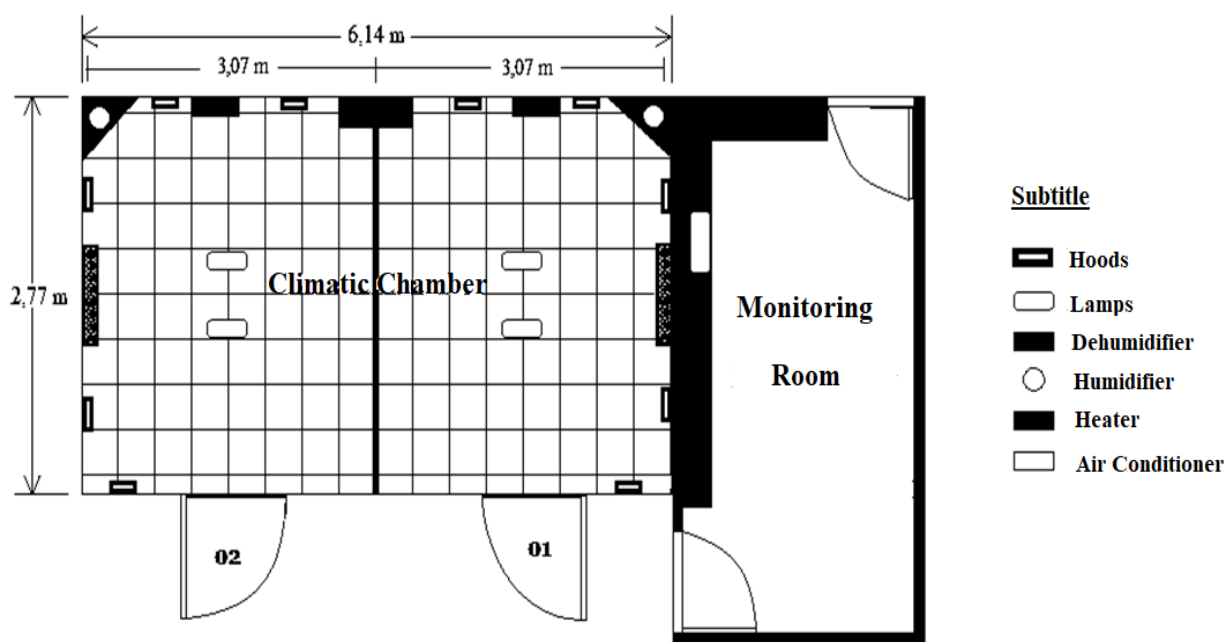 6,14 m
3,07 m
3,07 m
2,77 m
Climatic Chamber
Monitoring
Room
02
01
Subtitle
Hoods
Lamps
Dehumidifier
Humidifier
Heater
Air Conditioner